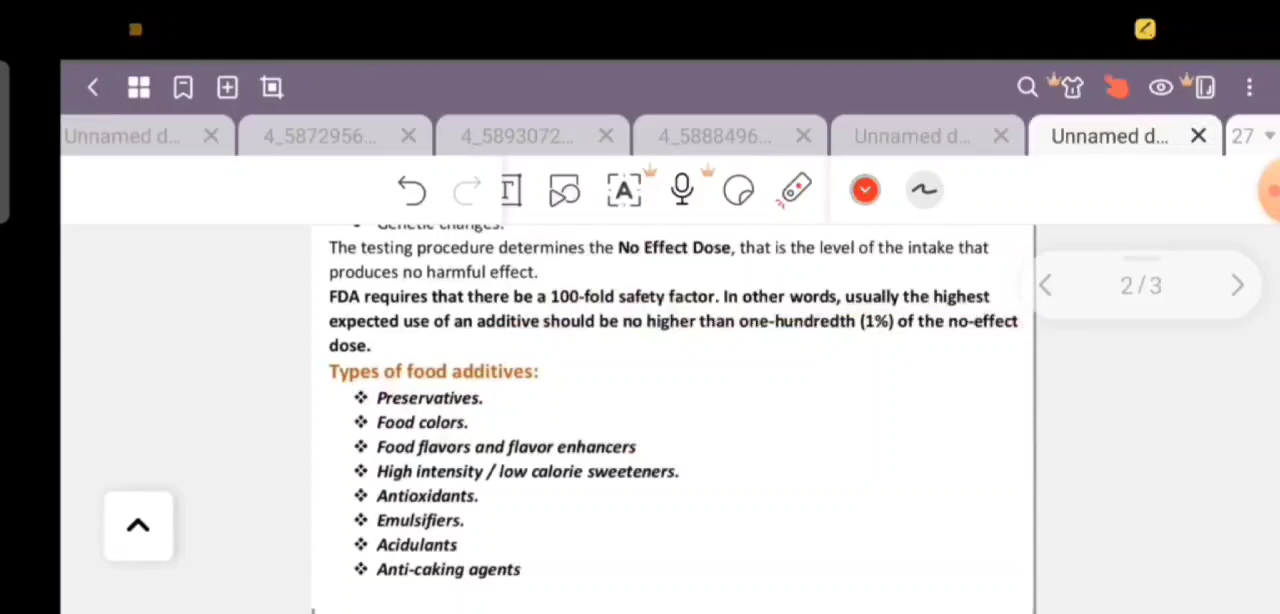 Unnamed d...
4_5872956...
4_5893072...
4_5888496...
Unnamed d...
Unnamed d...
27
T
A
2/3
Genetic changes.
The testing procedure determines the No Effect Dose, that is the level of the intake that
produces no harmful effect.
FDA requires that there be a 100-fold safety factor. In other words, usually the highest
expected use of an additive should be no higher than one-hundredth (1%) of the no-effect
dose.
Types of food additives:
❖ Preservatives.
❖ Food colors.
❖ Food flavors and flavor enhancers
❖ High intensity / low calorie sweeteners.
❖ Antioxidants.
❖ Emulsifiers.
❖ Acidulants
❖ Anti-caking agents